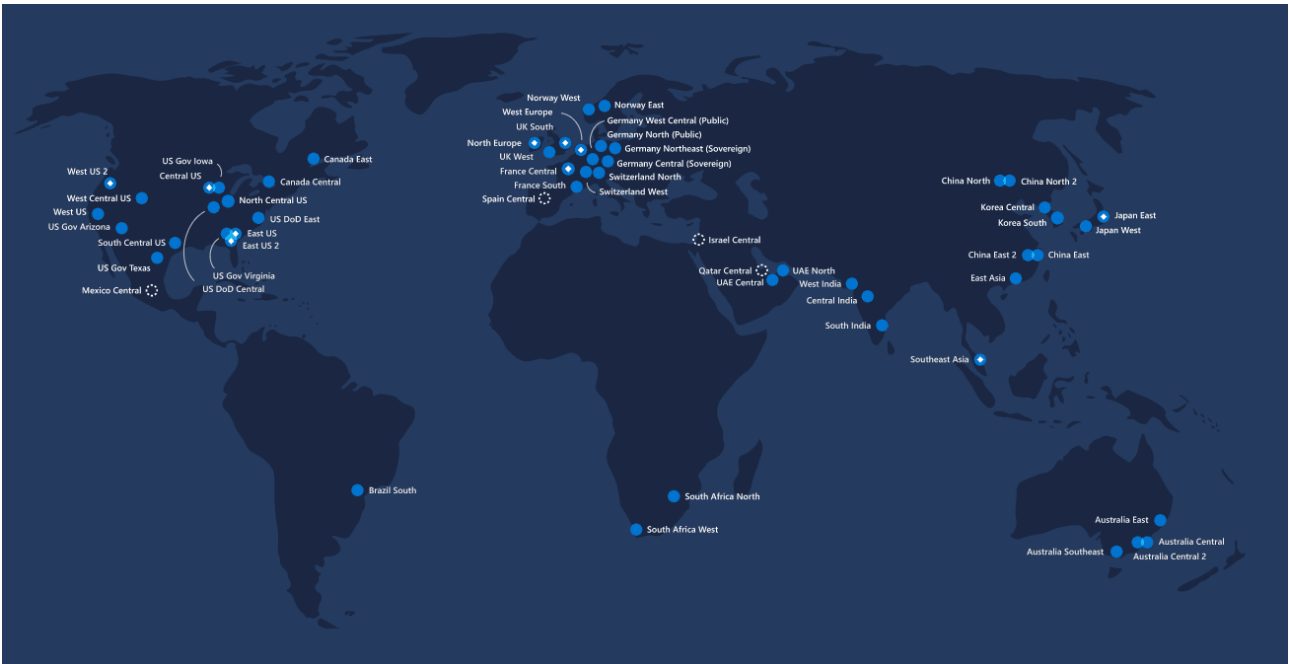 Norway West
Norway East
West Europe
Germany West Central (Public)
UK South
Germany North (Public)
North Europe
Germany Northeast (Sovereign)
UK West
Germany Central (Sovereign)
France Central
Switzerland North
France South
Switzerland West
Spain Central
Canada East
US Gov Iowa
West US 2
Central US
Canada Central
West Central US
North Central US
West US
US DoD East
US Gov Arizona
East US
South Central US
East US 2
US Gov Texas
US Gov Virginia
Mexico Central
US DoD Central
Israel Central
Qatar Central
UAE North
UAE Central
West India
Central India
South India
China North
China North 2
Korea Central
Japan East
Korea South
Japan West
China East 2
China East
East Asia
Southeast Asia
Brazil South
South Africa North
South Africa West
Australia East
Australia Central
Australia Southeast
Australia Central 2